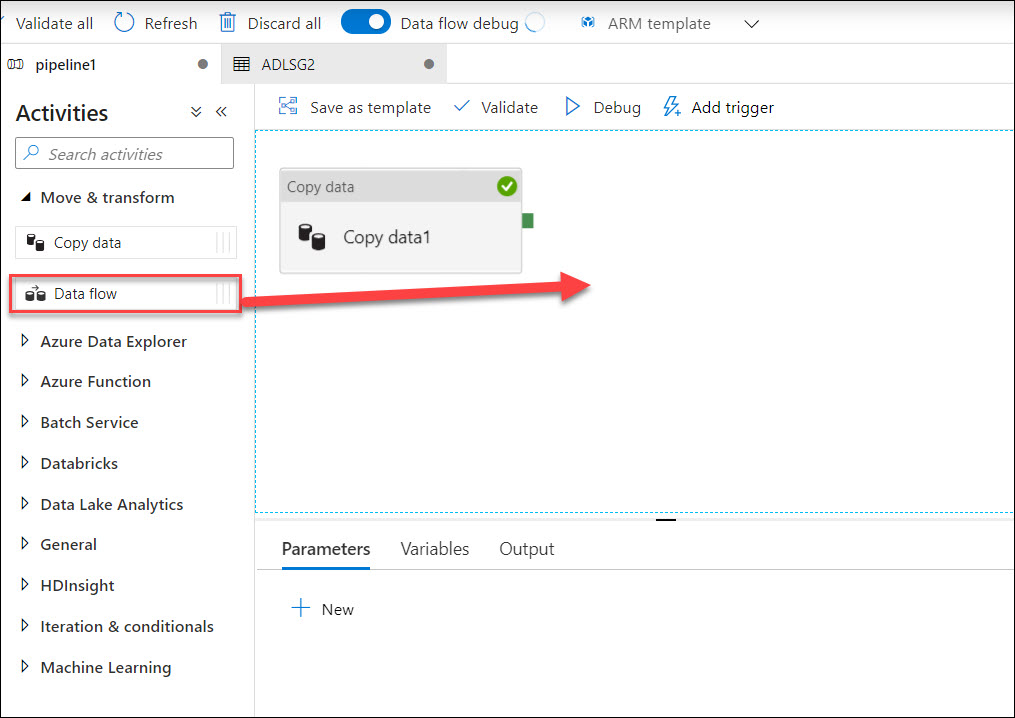 Validate all Refresh Discard all Data flow debug ARM template
pipeline1 ADLSG2
Activities
Save as template Validate Debug Add trigger
Search activities
Move & transform
Copy data
Copy data1
Copy data
Data flow
Azure Data Explorer
Azure Function
Batch Service
Databricks
Data Lake Analytics
General
HDInsight
Iteration & conditionals
Machine Learning
Parameters Variables Output
New